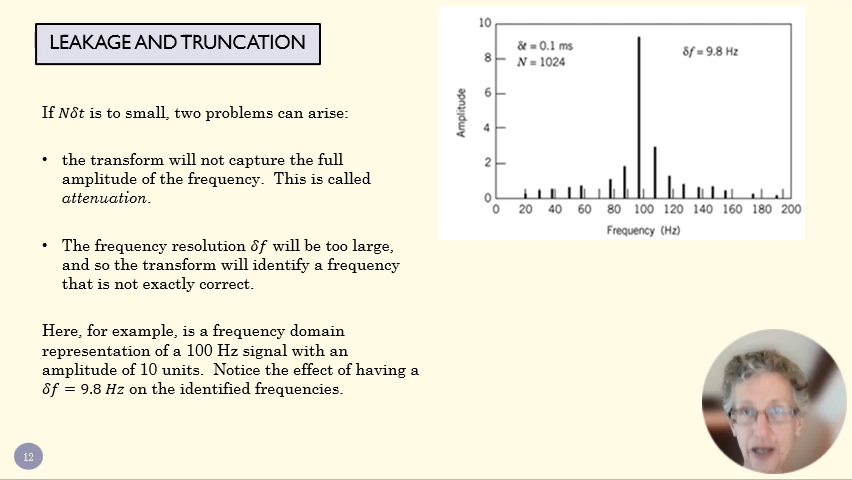 LEAKAGE AND TRUNCATION
If Nδt is to small, two problems can arise:
• the transform will not capture the full
amplitude of the frequency. This is called
attenuation.
• The frequency resolution δf will be too large,
and so the transform will identify a frequency
that is not exactly correct.
Here, for example, is a frequency domain
representation of a 100 Hz signal with an
amplitude of 10 units. Notice the effect of having a
δf = 9.8 Hz on the identified frequencies.
12
δt = 0.1 ms
N = 1024
δf = 9.8 Hz
Amplitude
10
8
6
4
2
0
0 20 40 60 80 100 120 140 160 180 200
Frequency (Hz)